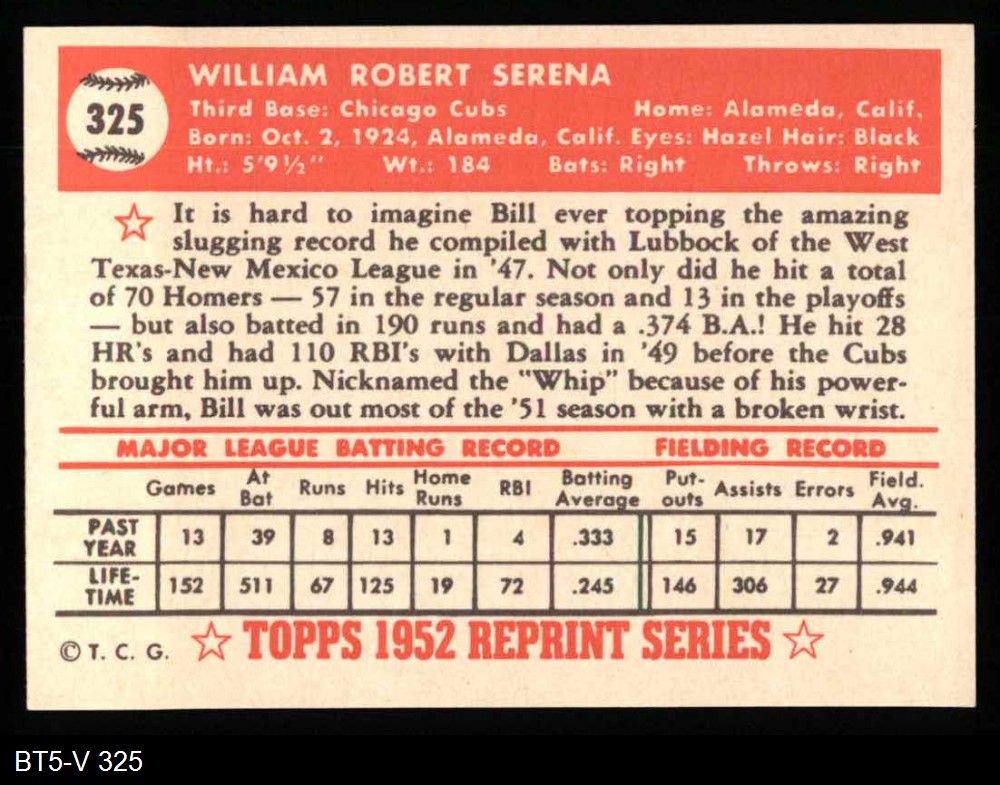 325
WILLIAM ROBERT SERENA
Third Base: Chicago Cubs Home: Alameda, Calif.
Born: Oct. 2, 1924, Alameda, Calif. Eyes: Hazel Hair: Black
Ht.: 5'9½" Wt.: 184 Bats: Right Throws: Right
It is hard to imagine Bill ever topping the amazing
slugging record he compiled with Lubbock of the West
Texas-New Mexico League in '47. Not only did he hit a total
of 70 Homers — 57 in the regular season and 13 in the playoffs
— but also batted in 190 runs and had a .374 B.A.! He hit 28
HR's and had 110 RBI's with Dallas in '49 before the Cubs
brought him up. Nicknamed the "Whip" because of his power-
ful arm, Bill was out most of the '51 season with a broken wrist.
MAJOR LEAGUE BATTING RECORD FIELDING RECORD
Games At Bat Runs Hits Home Runs RBI Batting Average Put-outs Assists Errors Field. Avg.
PAST YEAR 13 39 8 13 1 4 .333 15 17 2 .941
LIFE-TIME 152 511 67 125 19 72 .245 146 306 27 .944
© T. C. G. TOPPS 1952 REPRINT SERIES
BT5-V 325